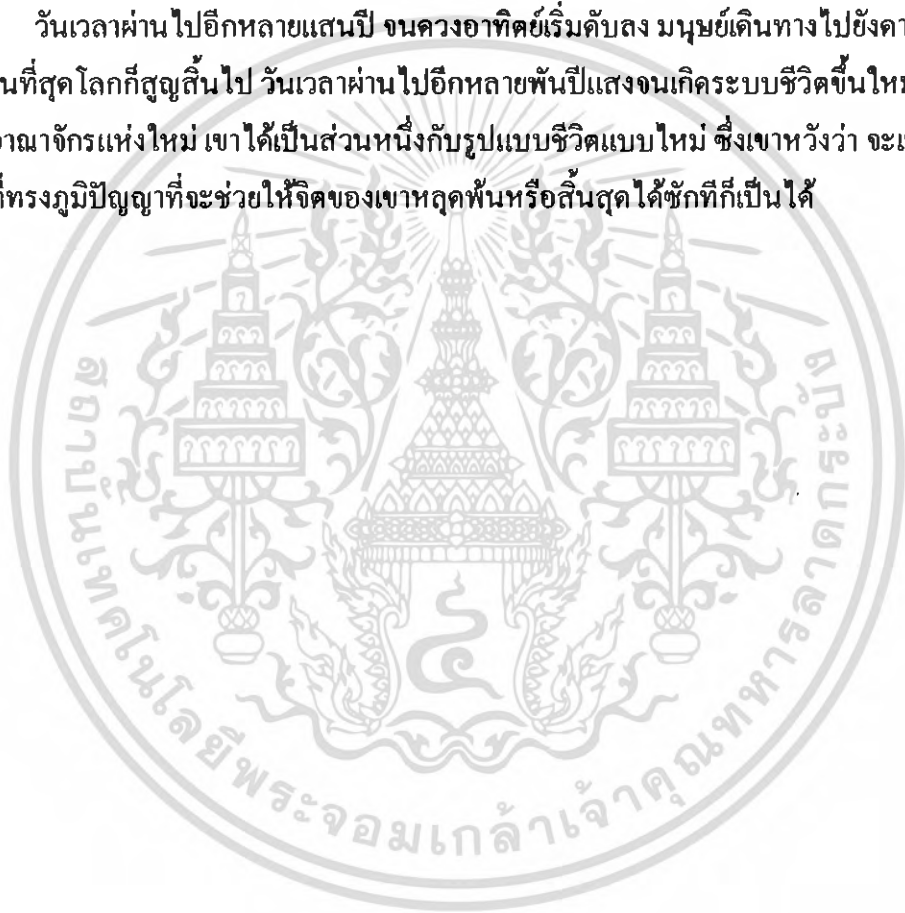 วันเวลาผ่านไปอีกหลายแสนปี จนดวงอาทิตย์เริ่มดับลง มนุษย์เดินทางไปยังดา
นที่สุดโลกก็สูญสิ้นไป วันเวลาผ่านไปอีกหลายพันปีแสงจนเกิดระบบชีวิตขึ้นใหม
อาณาจักรแห่งใหม่ เขาได้เป็นส่วนหนึ่งกับรูปแบบชีวิตแบบใหม่ ซึ่งเขาหวังว่า จะเ
ที่ทรงภูมิปัญญาที่จะช่วยให้จิตของเขาหลุดพ้นหรือสิ้นสุดได้ซักทีก็เป็นได้
สถาบันเทคโนโลยีพระจอมเกล้าเจ้าคุณทหารลาดกระบัง